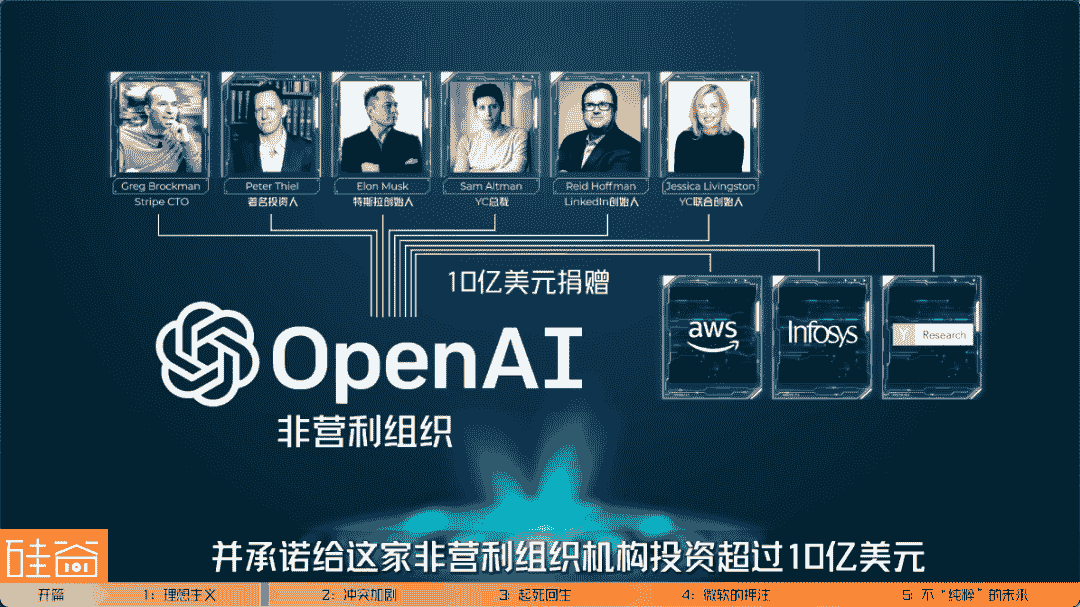 Greg Brockman
Stripe CTO
Peter Thiel
著名投资人
Elon Musk
特斯拉创始人
Sam Altman
YC总裁
Reid Hoffman
LinkedIn创始人
Jessica Livingston
YC联合创始人
10亿美元捐赠
OpenAI
非营利组织
aws
Infosys
Y Research
并承诺给这家非营利组织机构投资超过10亿美元
硅谷
101
开篇
1：理想主义
2：冲突加剧
3：起死回生
4：微软的押注
5：不“纯粹”的未来